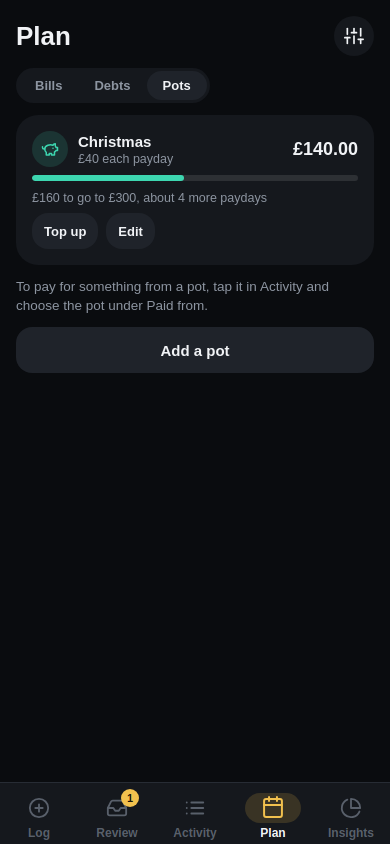 Plan
Bills Debts Pots
Christmas
£40 each payday
£140.00
£160 to go to £300, about 4 more paydays
Top up Edit
To pay for something from a pot, tap it in Activity and
choose the pot under Paid from.
Add a pot
1
Log Review Activity Plan Insights